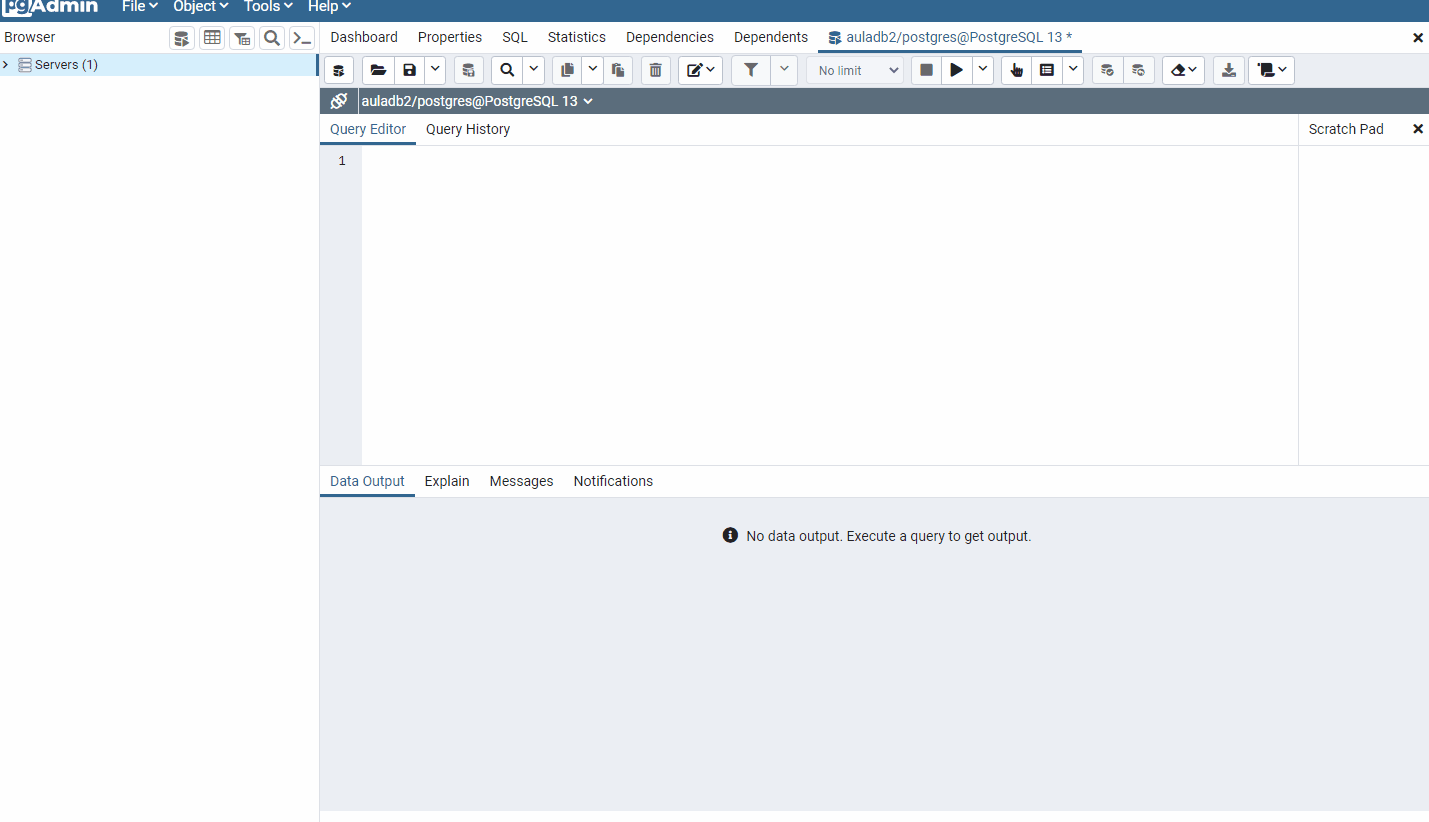 pgAdmin File Object Tools Help
Browser
Dashboard Properties SQL Statistics Dependencies Dependents auladb2/postgres@PostgreSQL 13 *
Servers (1)
No limit
auladb2/postgres@PostgreSQL 13
Query Editor Query History
Scratch Pad
1
Data Output Explain Messages Notifications
No data output. Execute a query to get output.